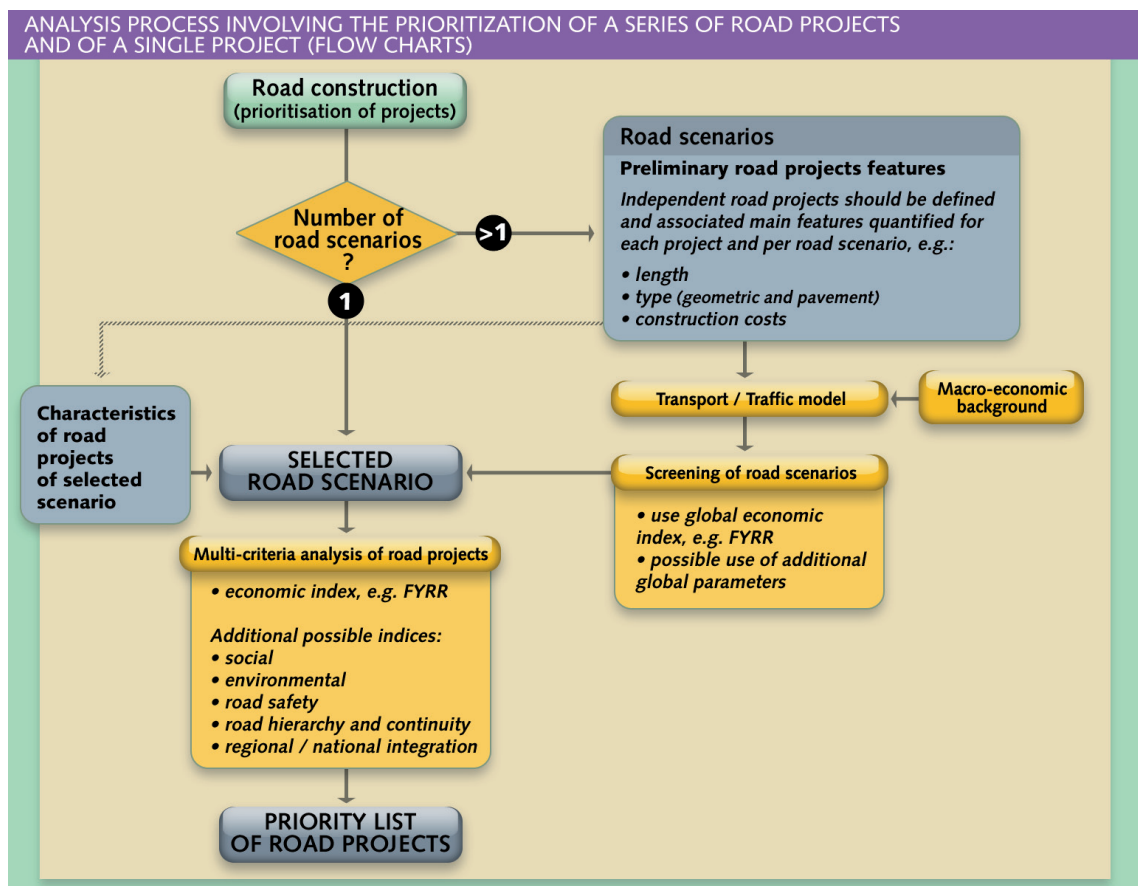 ANALYSIS PROCESS INVOLVING THE PRIORITIZATION OF A SERIES OF ROAD PROJECTS
AND OF A SINGLE PROJECT (FLOW CHARTS)
Road construction
(prioritisation of projects)
Number of
road scenarios
?
>1
1
Road scenarios
Preliminary road projects features
Independent road projects should be defined
and associated main features quantified for
each project and per road scenario, e.g.:
• length
• type (geometric and pavement)
• construction costs
Transport / Traffic model
Macro-economic
background
Screening of road scenarios
• use global economic
index, e.g. FYRR
• possible use of additional
global parameters
Characteristics
of road
projects
of selected
scenario
SELECTED
ROAD SCENARIO
Multi-criteria analysis of road projects
• economic index, e.g. FYRR
Additional possible indices:
• social
• environmental
• road safety
• road hierarchy and continuity
• regional / national integration
PRIORITY LIST
OF ROAD PROJECTS